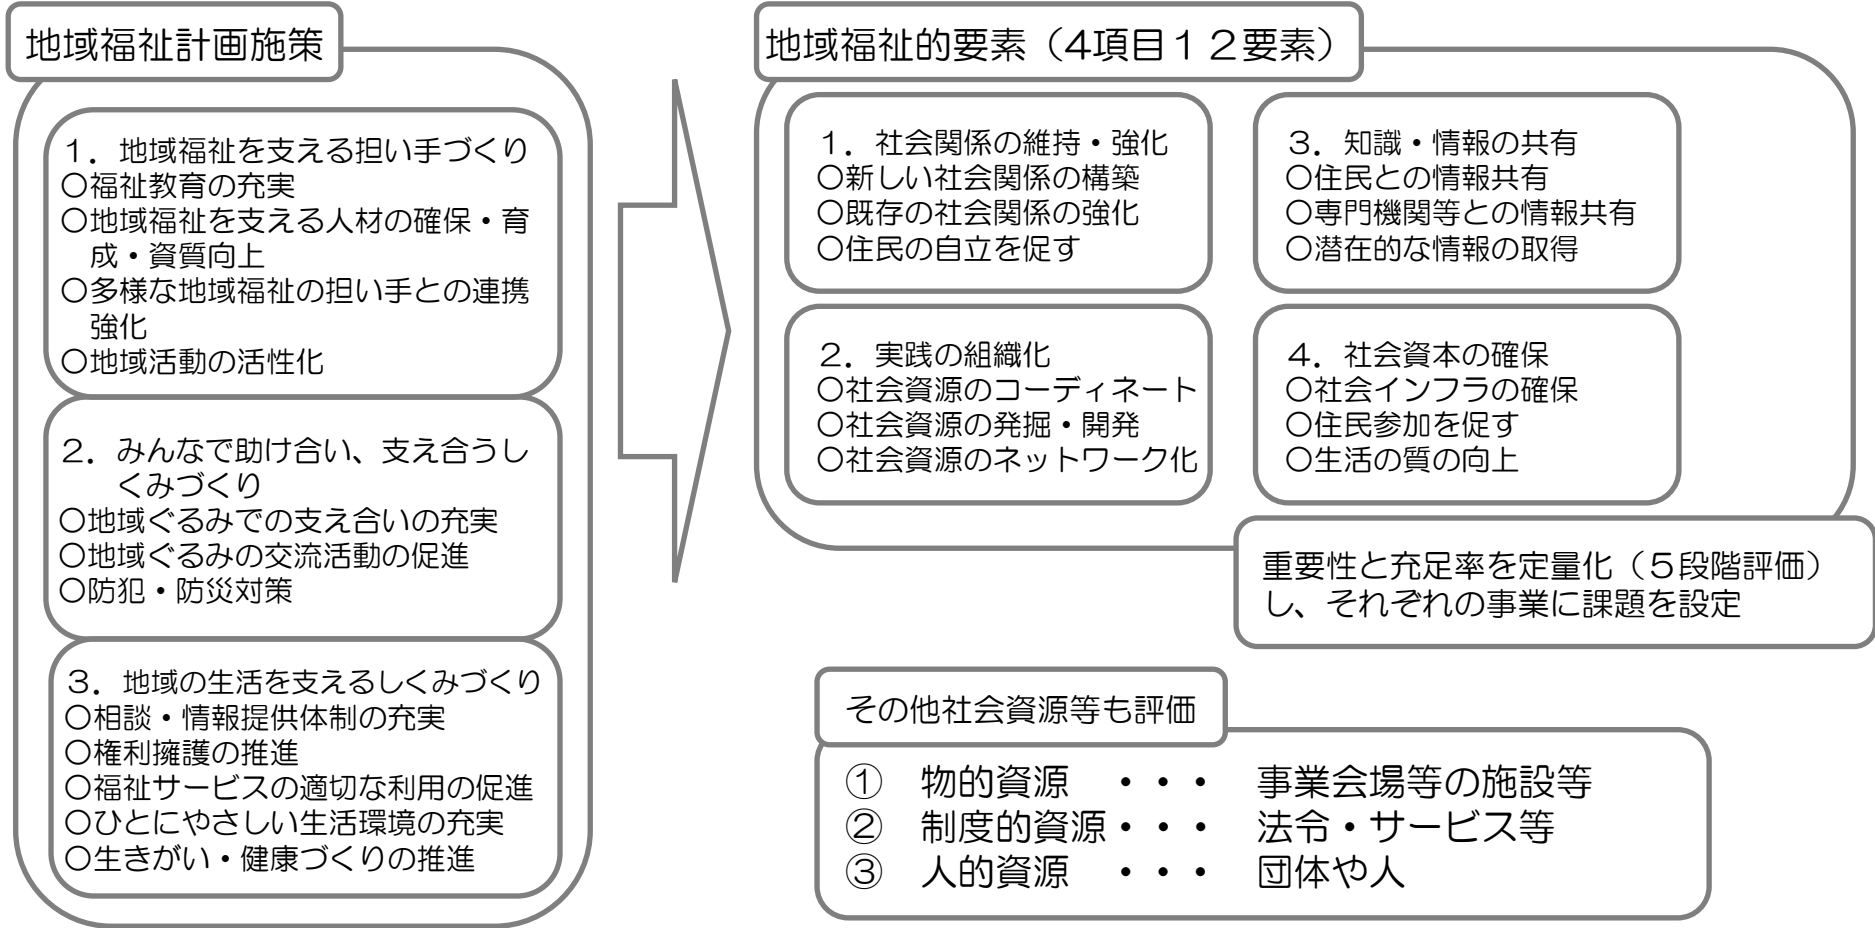 地域福祉計画施策
１．地域福祉を支える担い手づくり
○福祉教育の充実
○地域福祉を支える人材の確保・育
成・資質向上
○多様な地域福祉の担い手との連携
強化
○地域活動の活性化
２．みんなで助け合い、支え合うし
くみづくり
○地域ぐるみでの支え合いの充実
○地域ぐるみの交流活動の促進
○防犯・防災対策
３．地域の生活を支えるしくみづくり
○相談・情報提供体制の充実
○権利擁護の推進
○福祉サービスの適切な利用の促進
○ひとにやさしい生活環境の充実
○生きがい・健康づくりの推進
地域福祉的要素（4項目１２要素）
１．社会関係の維持・強化
○新しい社会関係の構築
○既存の社会関係の強化
○住民の自立を促す
２．実践の組織化
○社会資源のコーディネート
○社会資源の発掘・開発
○社会資源のネットワーク化
３．知識・情報の共有
○住民との情報共有
○専門機関等との情報共有
○潜在的な情報の取得
４．社会資本の確保
○社会インフラの確保
○住民参加を促す
○生活の質の向上
重要性と充足率を定量化（５段階評価）
し、それぞれの事業に課題を設定
その他社会資源等も評価
①　物的資源　・・・　事業会場等の施設等
②　制度的資源・・・　法令・サービス等
③　人的資源　・・・　団体や人